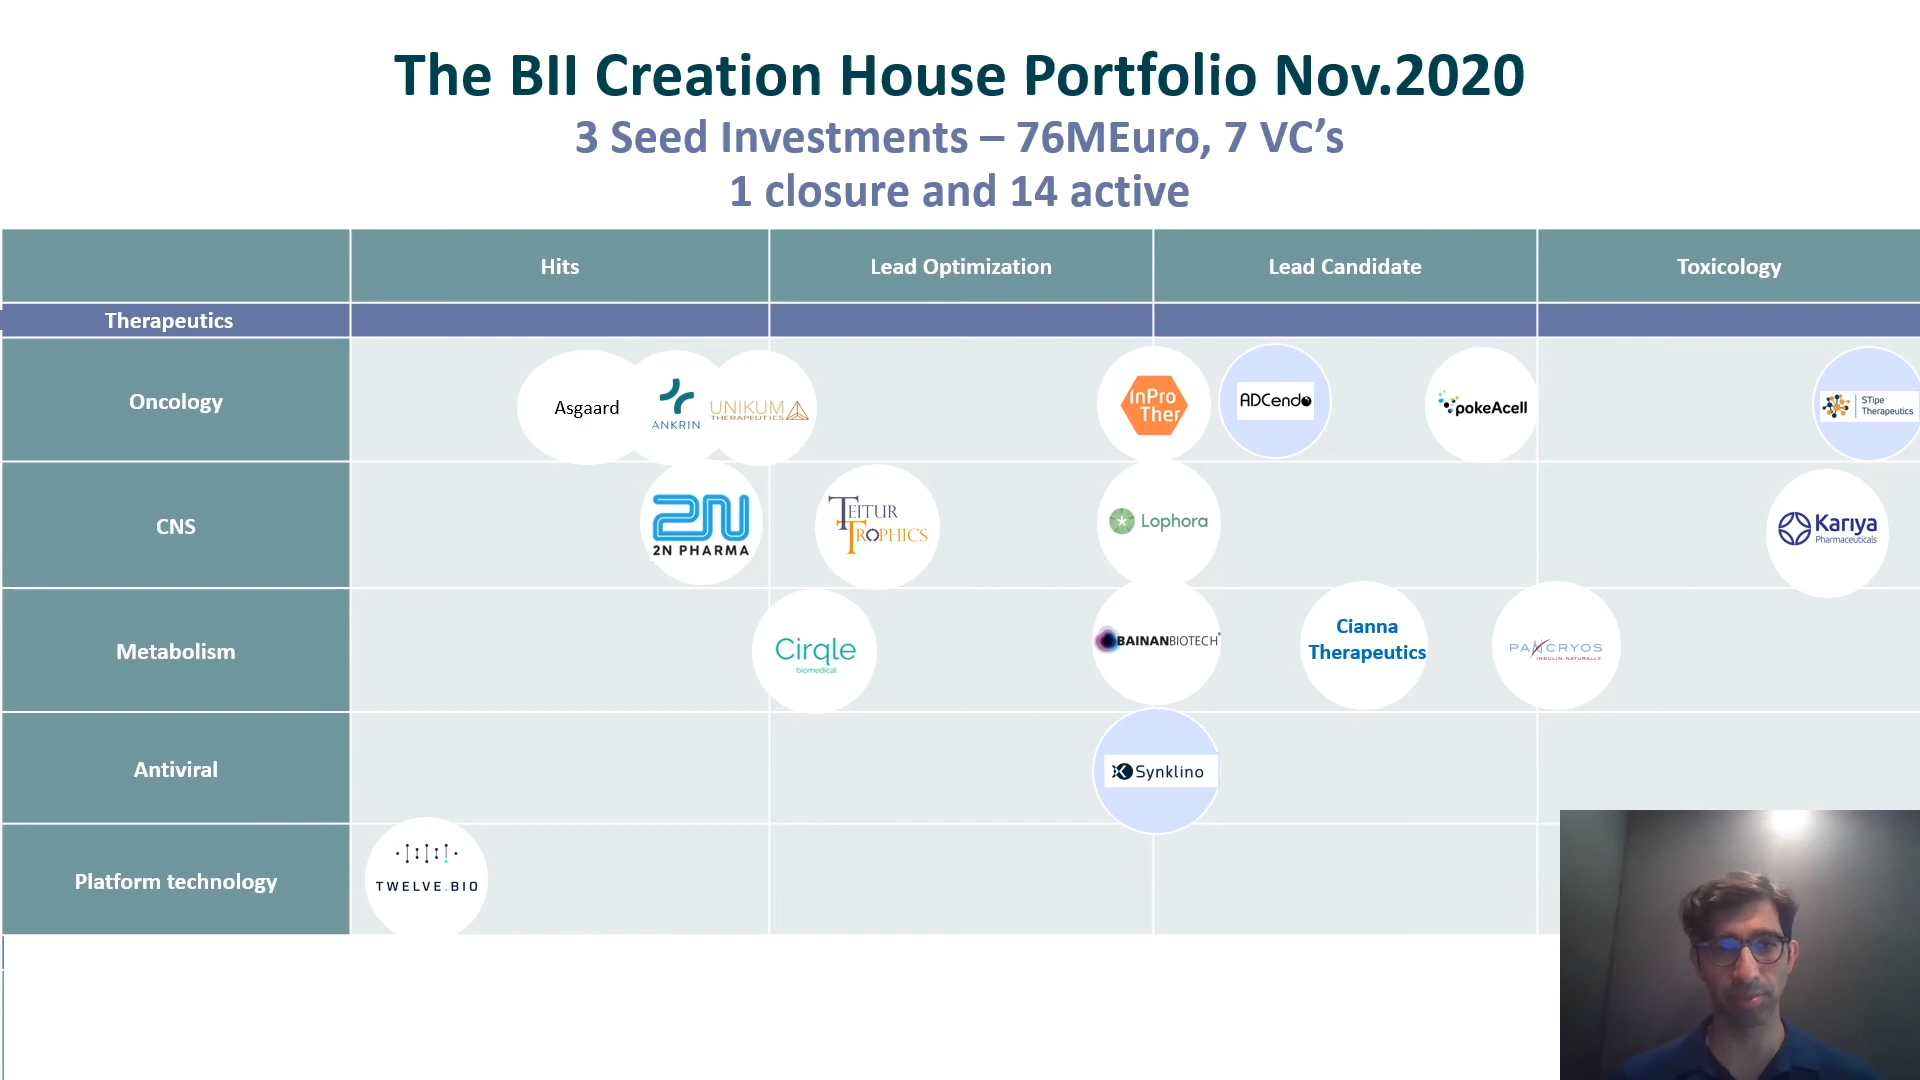 The BII Creation House Portfolio Nov.2020
3 Seed Investments – 76MEuro, 7 VC’s
1 closure and 14 active
Hits
Lead Optimization
Lead Candidate
Toxicology
Therapeutics
Oncology
Asgaard
ANKRIN
UNIKUM
THERAPEUTICS
InPro
Ther
ADCendo
pokeAcell
STipe
Therapeutics
CNS
2N
2N PHARMA
TEITUR
TROPHICS
Lophora
Kariya
Pharmaceuticals
Metabolism
Cirqle
biomedical
BAINANBIOTECH
Cianna
Therapeutics
PANCRYOS
INSULIN. NATURALLY.
Antiviral
Synklino
Platform technology
TWELVE.BIO